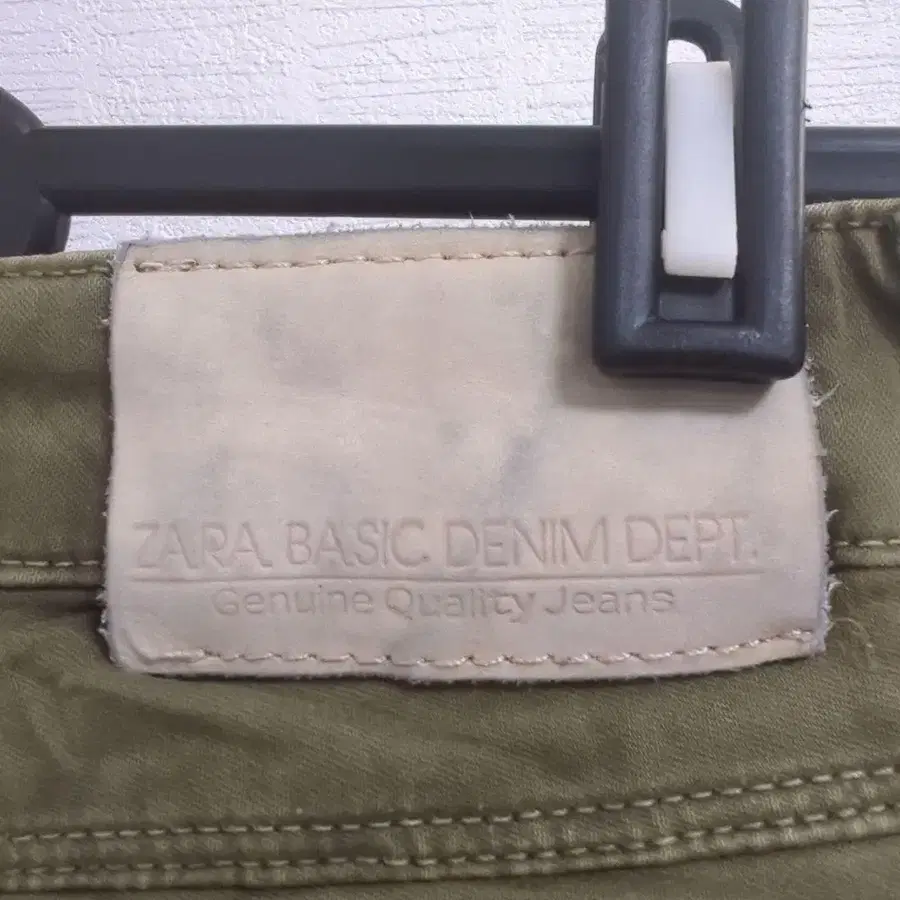 ZARA BASIC DENIM DEPT.
Genuine Quality Jeans